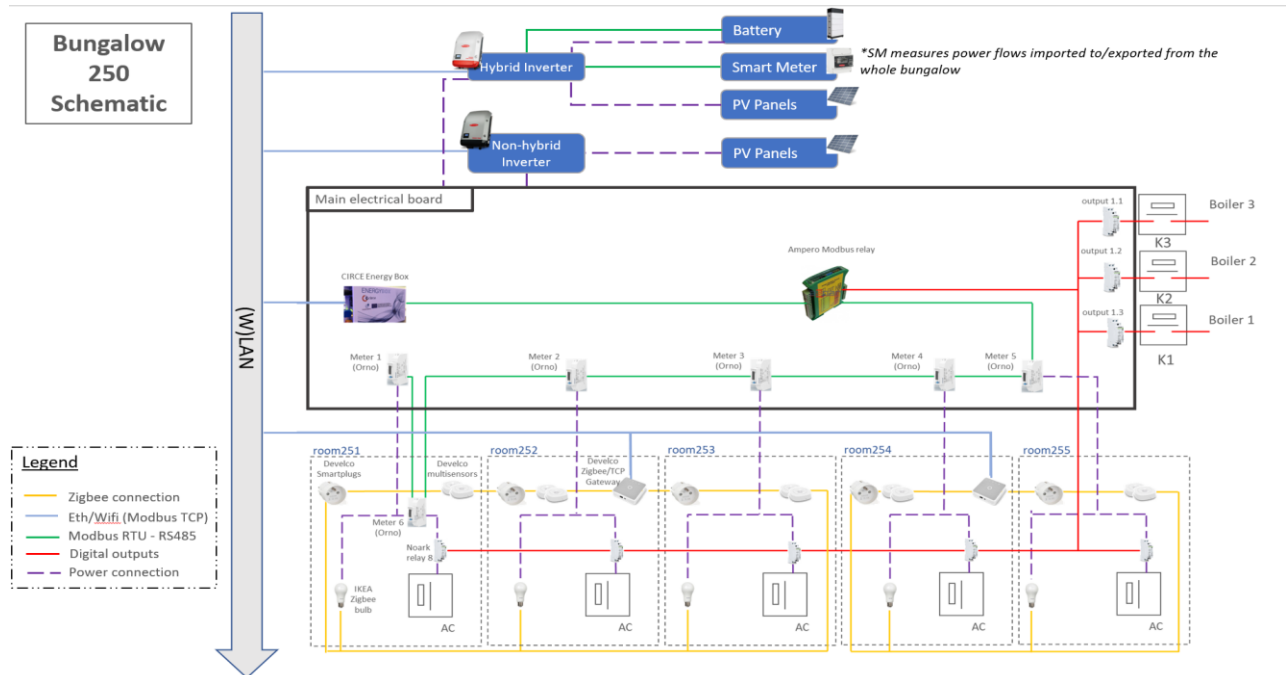 Bungalow
250
Schematic
Battery
Hybrid Inverter
Smart Meter
*SM measures power flows imported to/exported from the
whole bungalow
PV Panels
Non-hybrid
Inverter
PV Panels
Main electrical board
output 1.1
Boiler 3
K3
Ampero Modbus relay
output 1.2
Boiler 2
K2
CIRCE Energy Box
output 1.3
Boiler 1
K1
(W)LAN
Meter 1
(Orno)
Meter 2
(Orno)
Meter 3
(Orno)
Meter 4
(Orno)
Meter 5
(Orno)
Legend
Zigbee connection
Eth/Wifi (Modbus TCP)
Modbus RTU - RS485
Digital outputs
Power connection
room251
room252
room253
room254
room255
Develco
Smartplugs
Develco
multisensors
Develco
Zigbee/TCP
Gateway
Meter 6
(Orno)
Noark
relay 8
IKEA
Zigbee
bulb
AC
AC
AC
AC
AC